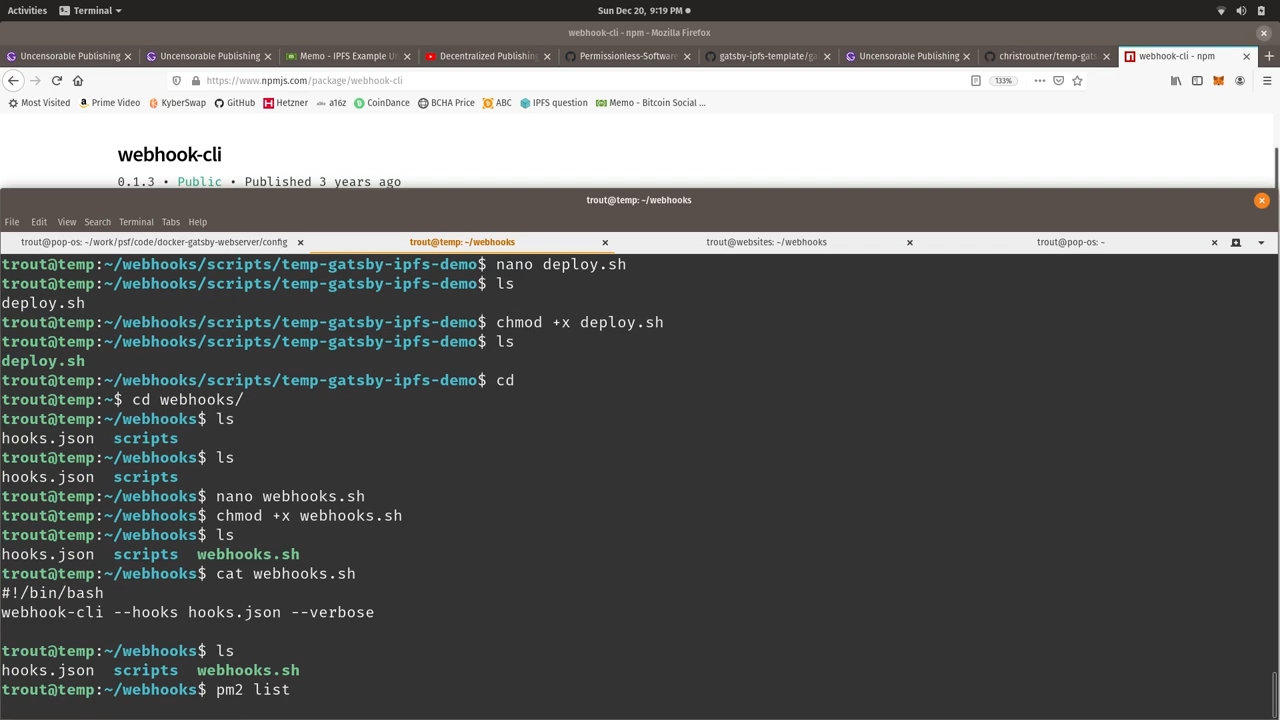 Activities Terminal Sun Dec 20, 9:19 PM
webhook-cli - npm - Mozilla Firefox
Uncensorable Publishing Uncensorable Publishing Memo - IPFS Example U Decentralized Publishing Permissionless-Software gatsby-ipfs-template/ga Uncensorable Publishing christroutner/temp-gats webhook-cli - npm
https://www.npmjs.com/package/webhook-cli 133%
Most Visited Prime Video KyberSwap GitHub Hetzner a16z CoinDance BCHA Price ABC IPFS question Memo - Bitcoin Social ...
webhook-cli
0.1.3 • Public • Published 3 years ago
trout@temp: ~/webhooks
File Edit View Search Terminal Tabs Help
trout@pop-os: ~/work/psf/code/docker-gatsby-webserver/config trout@temp: ~/webhooks trout@websites: ~/webhooks trout@pop-os: ~
trout@temp:~/webhooks/scripts/temp-gatsby-ipfs-demo$ nano deploy.sh
trout@temp:~/webhooks/scripts/temp-gatsby-ipfs-demo$ ls
deploy.sh
trout@temp:~/webhooks/scripts/temp-gatsby-ipfs-demo$ chmod +x deploy.sh
trout@temp:~/webhooks/scripts/temp-gatsby-ipfs-demo$ ls
deploy.sh
trout@temp:~/webhooks/scripts/temp-gatsby-ipfs-demo$ cd
trout@temp:~$ cd webhooks/
trout@temp:~/webhooks$ ls
hooks.json scripts
trout@temp:~/webhooks$ ls
hooks.json scripts
trout@temp:~/webhooks$ nano webhooks.sh
trout@temp:~/webhooks$ chmod +x webhooks.sh
trout@temp:~/webhooks$ ls
hooks.json scripts webhooks.sh
trout@temp:~/webhooks$ cat webhooks.sh
#!/bin/bash
webhook-cli --hooks hooks.json --verbose
trout@temp:~/webhooks$ ls
hooks.json scripts webhooks.sh
trout@temp:~/webhooks$ pm2 list